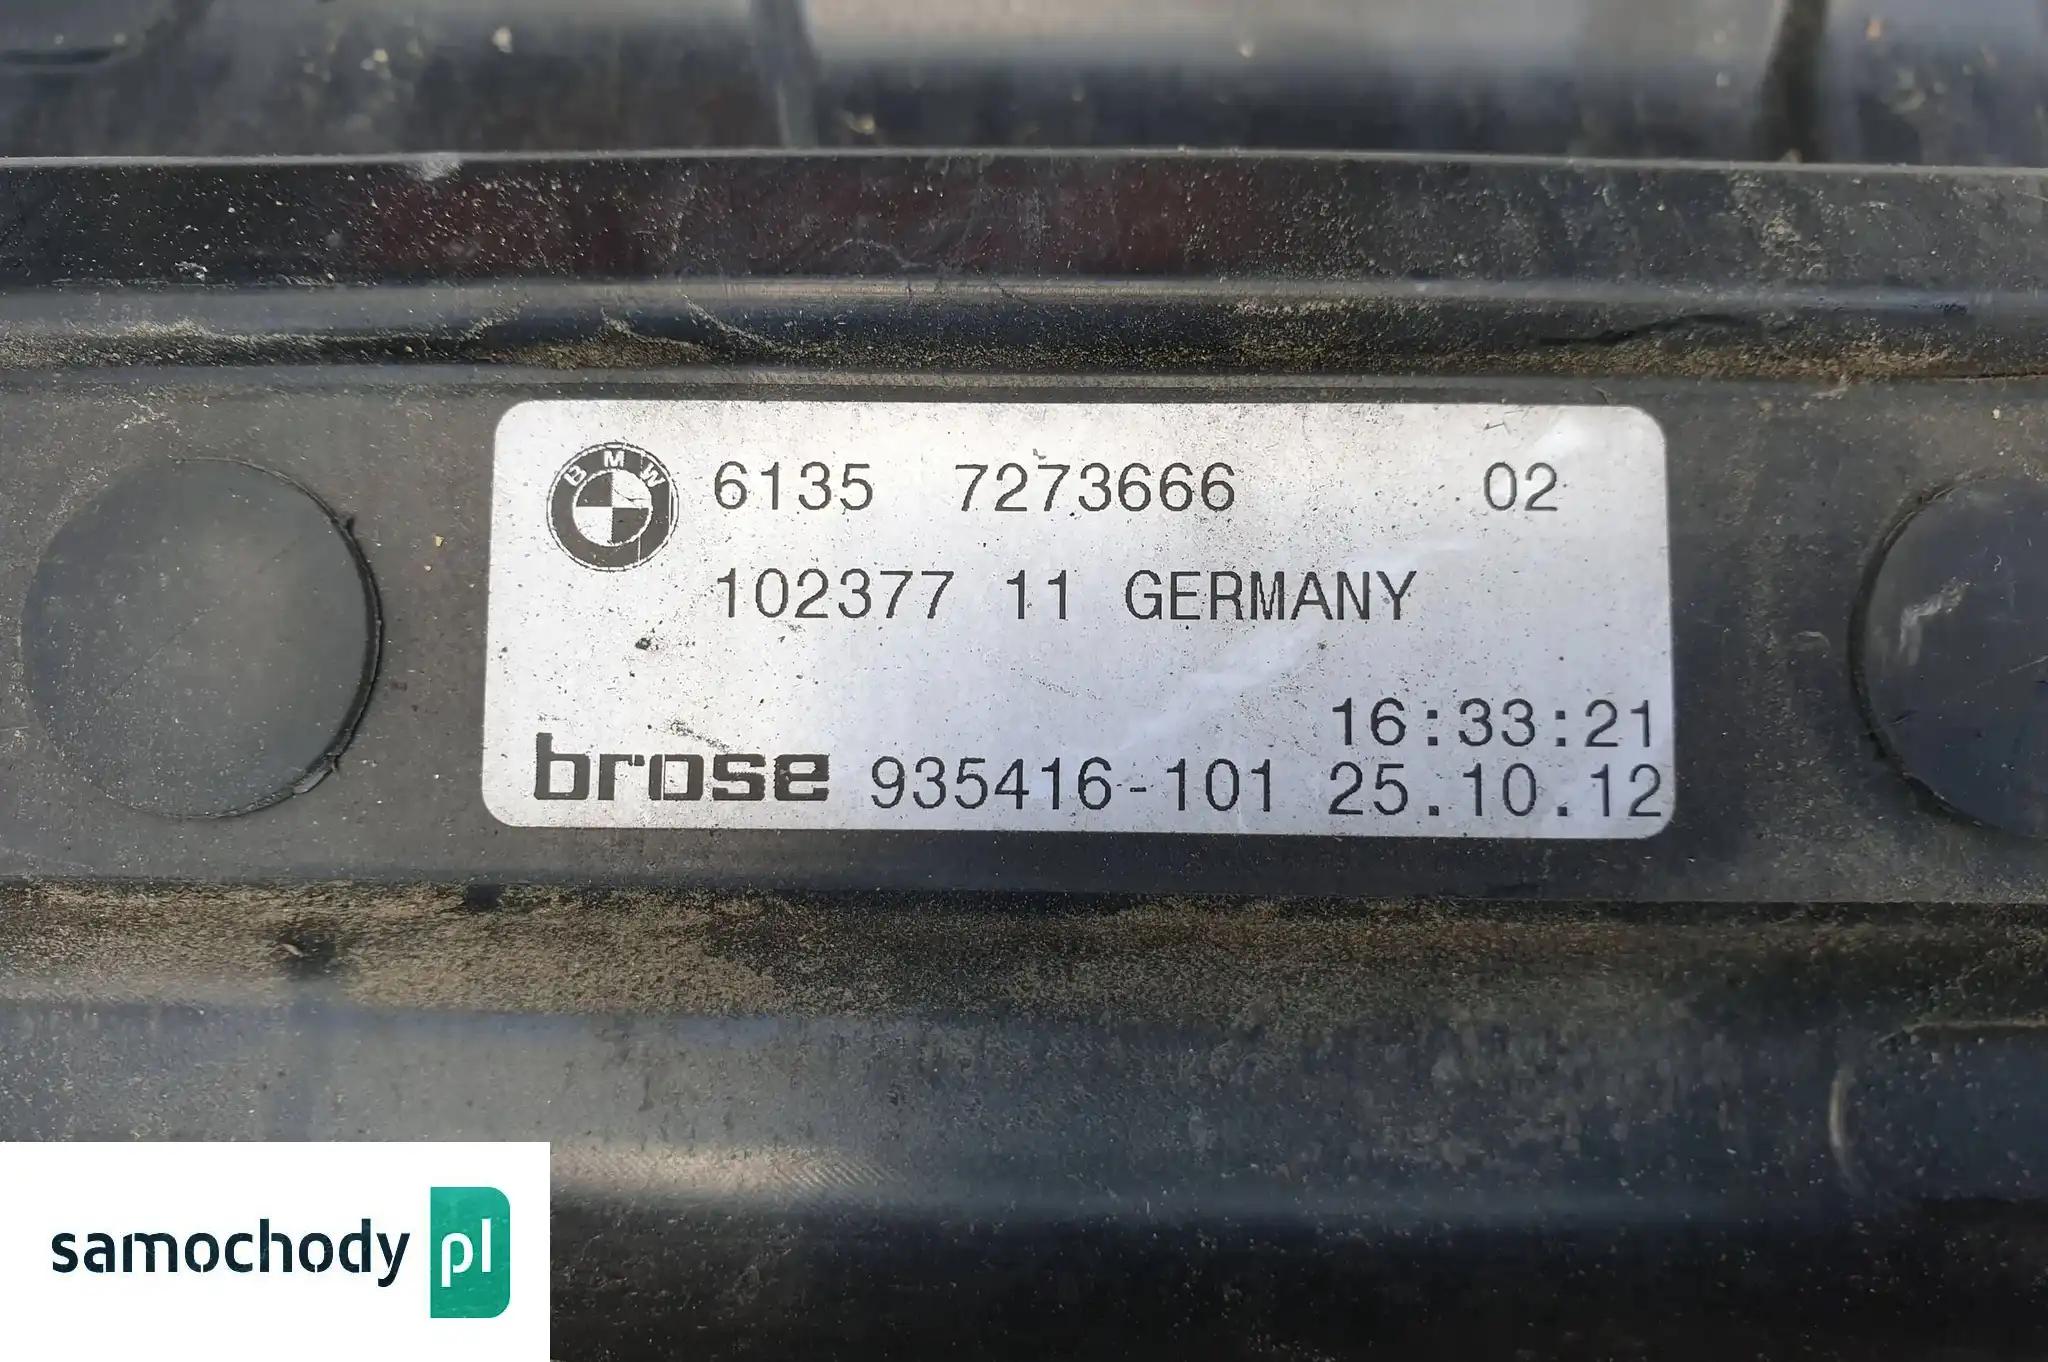 BMW
6135 7273666 02
102377 11 GERMANY
16:33:21
brose 935416-101 25.10.12
samochody pl